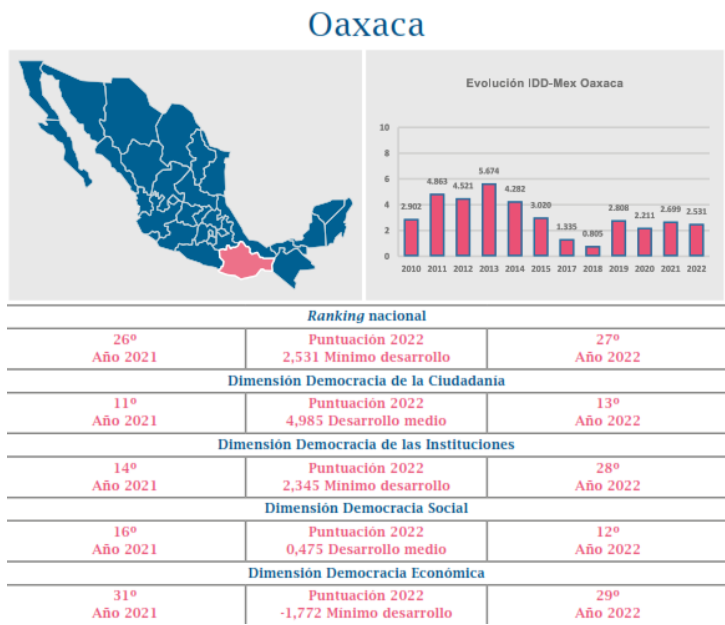 Oaxaca
Evolución IDD-Mex Oaxaca
10
8
6
4
2
0
2.902
4.863
4.521
5.674
4.282
3.020
1.335
0.805
2.808
2.211
2.699
2.531
2010 2011 2012 2013 2014 2015 2017 2018 2019 2020 2021 2022
Ranking nacional
26º Puntuación 2022 27º
Año 2021 2,531 Mínimo desarrollo Año 2022
Dimensión Democracia de la Ciudadanía
11º Puntuación 2022 13º
Año 2021 4,985 Desarrollo medio Año 2022
Dimensión Democracia de las Instituciones
14º Puntuación 2022 28º
Año 2021 2,345 Mínimo desarrollo Año 2022
Dimensión Democracia Social
16º Puntuación 2022 12º
Año 2021 0,475 Desarrollo medio Año 2022
Dimensión Democracia Económica
31º Puntuación 2022 29º
Año 2021 -1,772 Mínimo desarrollo Año 2022